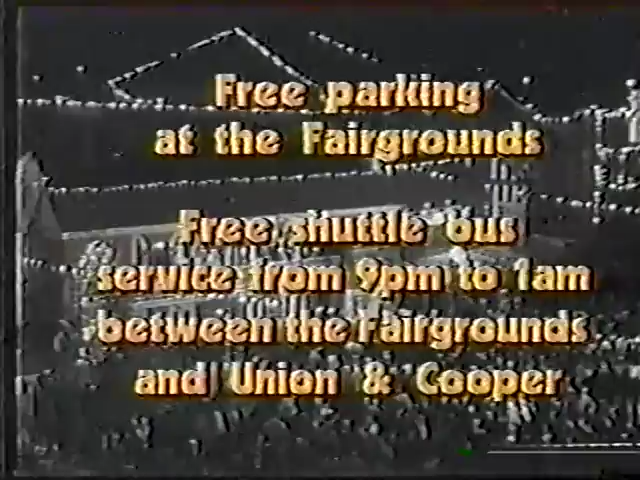 Free parking
at the Fairgrounds
Free shuttle bus
service from 9pm to 1am
between the Fairgrounds
and Union & Cooper